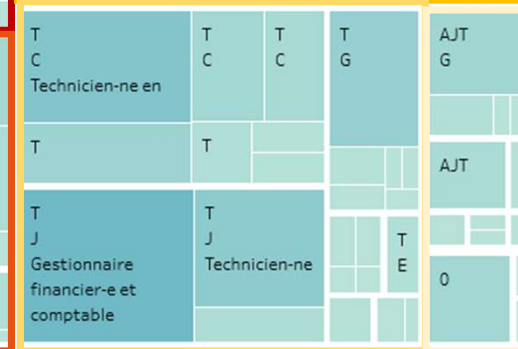 T
C
Technicien-ne en
T
C
T
C
T
G
AJT
G
T
T
AJT
T
J
Gestionnaire
financier-e et
comptable
T
J
Technicien-ne
T
E
0